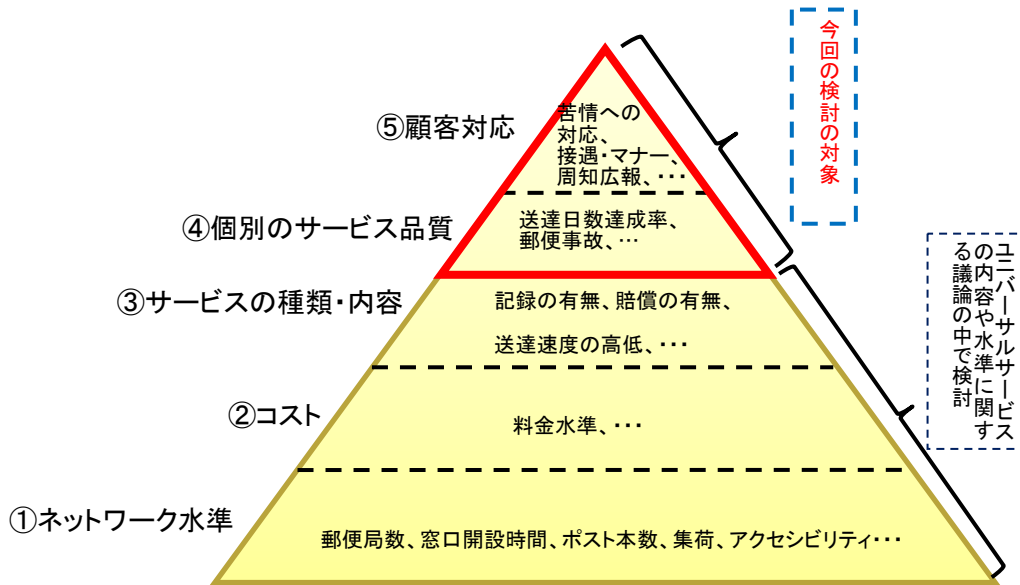 今回の検討の対象
⑤顧客対応
苦情への
対応、
接遇・マナー、
周知広報、・・・
④個別のサービス品質
送達日数達成率、
郵便事故、…
ユニバーサルサービス
の内容や水準に関す
る議論の中で検討
③サービスの種類・内容
記録の有無、賠償の有無、
送達速度の高低、・・・
②コスト
料金水準、・・・
①ネットワーク水準
郵便局数、窓口開設時間、ポスト本数、集荷、アクセシビリティ・・・